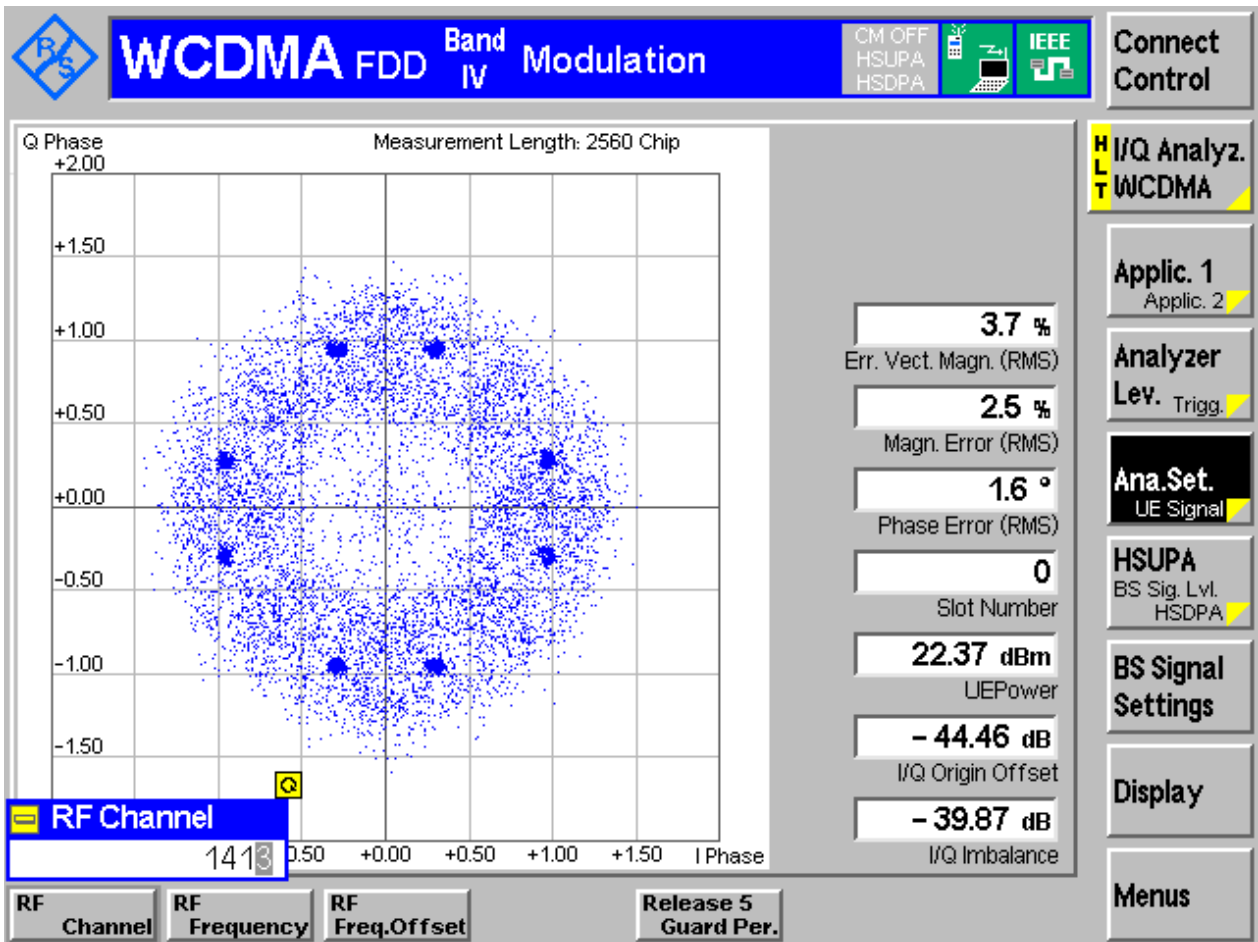 R/S
WCDMA FDD Band IV Modulation
CM OFF
HSUPA
HSDPA
IEEE
Connect Control
Q Phase
Measurement Length: 2560 Chip
+2.00
+1.50
+1.00
+0.50
+0.00
-0.50
-1.00
-1.50
Q
0.50 +0.00 +0.50 +1.00 +1.50 I Phase
RF Channel
1413
3.7 %
Err. Vect. Magn. (RMS)
2.5 %
Magn. Error (RMS)
1.6 °
Phase Error (RMS)
0
Slot Number
22.37 dBm
UEPower
- 44.46 dB
I/Q Origin Offset
- 39.87 dB
I/Q Imbalance
HLT
I/Q Analyz.
WCDMA
Applic. 1
Applic. 2
Analyzer
Lev. Trigg.
Ana.Set.
UE Signal
HSUPA
BS Sig. Lvl.
HSDPA
BS Signal
Settings
Display
Menus
RF Channel
RF Frequency
RF Freq.Offset
Release 5 Guard Per.